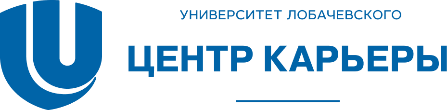 УНИВЕРСИТЕТ ЛОБАЧЕВСКОГО
ЦЕНТР КАРЬЕРЫ